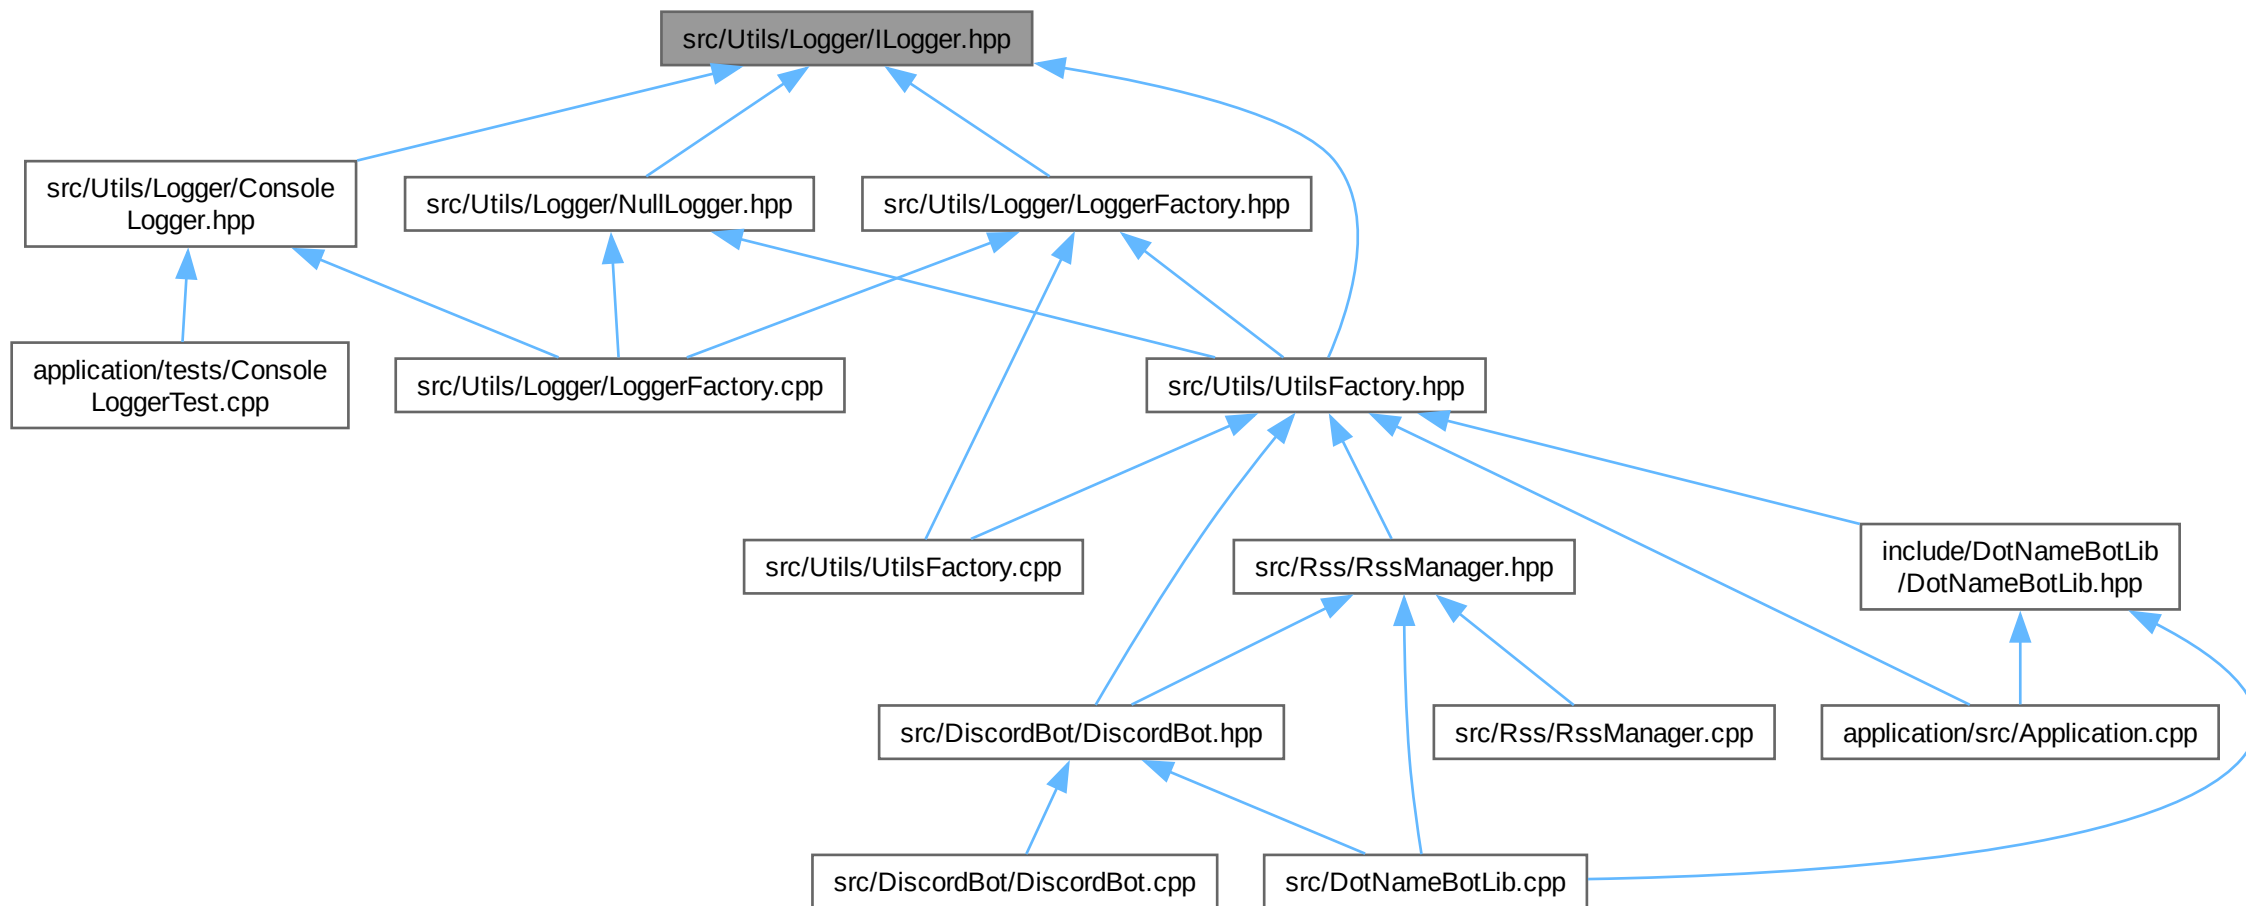 src/Utils/Logger/ILogger.hpp
src/Utils/Logger/Console
Logger.hpp
src/Utils/Logger/NullLogger.hpp
src/Utils/Logger/LoggerFactory.hpp
application/tests/Console
LoggerTest.cpp
src/Utils/Logger/LoggerFactory.cpp
src/Utils/UtilsFactory.hpp
src/Utils/UtilsFactory.cpp
src/Rss/RssManager.hpp
include/DotNameBotLib
/DotNameBotLib.hpp
src/DiscordBot/DiscordBot.hpp
src/Rss/RssManager.cpp
application/src/Application.cpp
src/DiscordBot/DiscordBot.cpp
src/DotNameBotLib.cpp